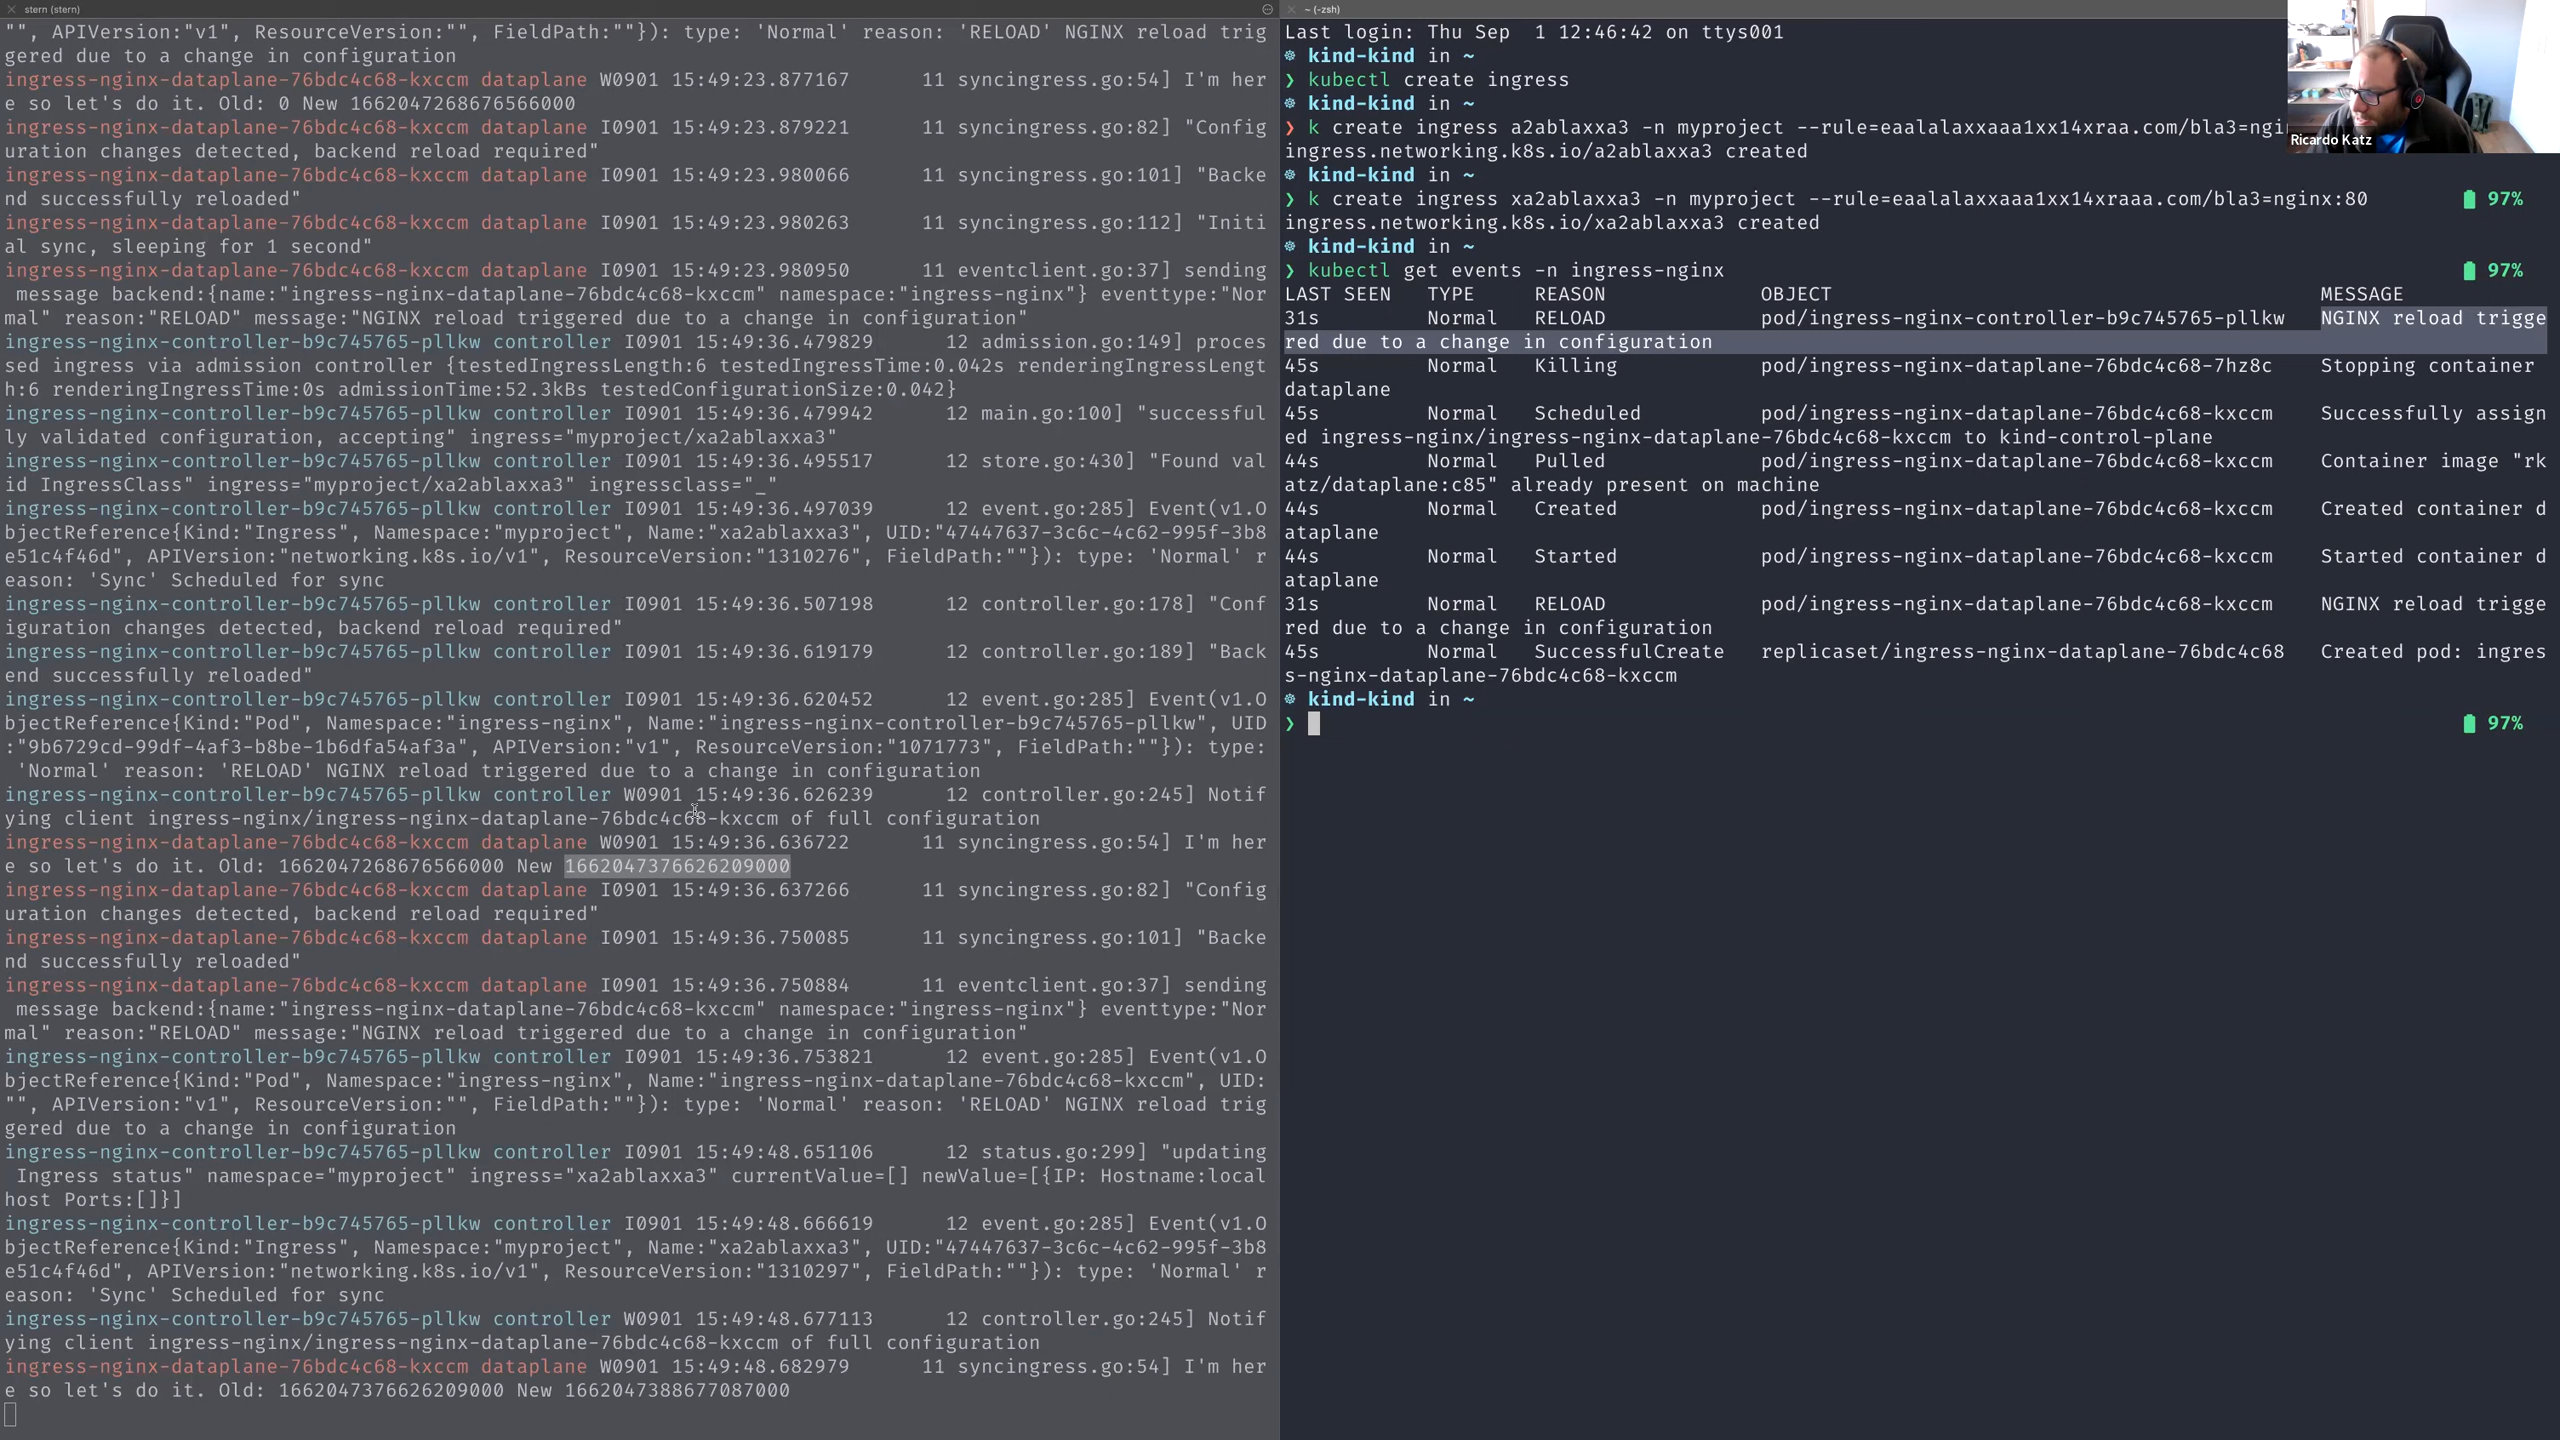 stern (stern)
"", APIVersion:"v1", ResourceVersion:"", FieldPath:""}): type: 'Normal' reason: 'RELOAD' NGINX reload trig
gered due to a change in configuration
ingress-nginx-dataplane-76bdc4c68-kxccm dataplane W0901 15:49:23.877167 11 syncingress.go:54] I'm her
e so let's do it. Old: 0 New 1662047268676566000
ingress-nginx-dataplane-76bdc4c68-kxccm dataplane I0901 15:49:23.879221 11 syncingress.go:82] "Config
uration changes detected, backend reload required"
ingress-nginx-dataplane-76bdc4c68-kxccm dataplane I0901 15:49:23.980066 11 syncingress.go:101] "Backe
nd successfully reloaded"
ingress-nginx-dataplane-76bdc4c68-kxccm dataplane I0901 15:49:23.980263 11 syncingress.go:112] "Initi
al sync, sleeping for 1 second"
ingress-nginx-dataplane-76bdc4c68-kxccm dataplane I0901 15:49:23.980950 11 eventclient.go:37] sending
message backend:{name:"ingress-nginx-dataplane-76bdc4c68-kxccm" namespace:"ingress-nginx"} eventtype:"Nor
mal" reason:"RELOAD" message:"NGINX reload triggered due to a change in configuration"
ingress-nginx-controller-b9c745765-pllkw controller I0901 15:49:36.479829 12 admission.go:149] proces
sed ingress via admission controller {testedIngressLength:6 testedIngressTime:0.042s renderingIngressLengt
h:6 renderingIngressTime:0s admissionTime:52.3kBs testedConfigurationSize:0.042}
ingress-nginx-controller-b9c745765-pllkw controller I0901 15:49:36.479942 12 main.go:100] "successful
ly validated configuration, accepting" ingress="myproject/xa2ablaxxa3"
ingress-nginx-controller-b9c745765-pllkw controller I0901 15:49:36.495517 12 store.go:430] "Found val
id IngressClass" ingress="myproject/xa2ablaxxa3" ingressclass="_"
ingress-nginx-controller-b9c745765-pllkw controller I0901 15:49:36.497039 12 event.go:285] Event(v1.O
bjectReference{Kind:"Ingress", Namespace:"myproject", Name:"xa2ablaxxa3", UID:"47447637-3c6c-4c62-995f-3b8
e51c4f46d", APIVersion:"networking.k8s.io/v1", ResourceVersion:"1310276", FieldPath:""}): type: 'Normal' r
eason: 'Sync' Scheduled for sync
ingress-nginx-controller-b9c745765-pllkw controller I0901 15:49:36.507198 12 controller.go:178] "Conf
iguration changes detected, backend reload required"
ingress-nginx-controller-b9c745765-pllkw controller I0901 15:49:36.619179 12 controller.go:189] "Back
end successfully reloaded"
ingress-nginx-controller-b9c745765-pllkw controller I0901 15:49:36.620452 12 event.go:285] Event(v1.O
bjectReference{Kind:"Pod", Namespace:"ingress-nginx", Name:"ingress-nginx-controller-b9c745765-pllkw", UID
:"9b6729cd-99df-4af3-b8be-1b6dfa54af3a", APIVersion:"v1", ResourceVersion:"1071773", FieldPath:""}): type:
'Normal' reason: 'RELOAD' NGINX reload triggered due to a change in configuration
ingress-nginx-controller-b9c745765-pllkw controller W0901 15:49:36.626239 12 controller.go:245] Notif
ying client ingress-nginx/ingress-nginx-dataplane-76bdc4c68-kxccm of full configuration
ingress-nginx-dataplane-76bdc4c68-kxccm dataplane W0901 15:49:36.636722 11 syncingress.go:54] I'm her
e so let's do it. Old: 1662047268676566000 New 1662047376626209000
ingress-nginx-dataplane-76bdc4c68-kxccm dataplane I0901 15:49:36.637266 11 syncingress.go:82] "Config
uration changes detected, backend reload required"
ingress-nginx-dataplane-76bdc4c68-kxccm dataplane I0901 15:49:36.750085 11 syncingress.go:101] "Backe
nd successfully reloaded"
ingress-nginx-dataplane-76bdc4c68-kxccm dataplane I0901 15:49:36.750884 11 eventclient.go:37] sending
message backend:{name:"ingress-nginx-dataplane-76bdc4c68-kxccm" namespace:"ingress-nginx"} eventtype:"Nor
mal" reason:"RELOAD" message:"NGINX reload triggered due to a change in configuration"
ingress-nginx-controller-b9c745765-pllkw controller I0901 15:49:36.753821 12 event.go:285] Event(v1.O
bjectReference{Kind:"Pod", Namespace:"ingress-nginx", Name:"ingress-nginx-dataplane-76bdc4c68-kxccm", UID:
"", APIVersion:"v1", ResourceVersion:"", FieldPath:""}): type: 'Normal' reason: 'RELOAD' NGINX reload trig
gered due to a change in configuration
ingress-nginx-controller-b9c745765-pllkw controller I0901 15:49:48.651106 12 status.go:299] "updating
Ingress status" namespace="myproject" ingress="xa2ablaxxa3" currentValue=[] newValue=[{IP: Hostname:local
host Ports:[]}]
ingress-nginx-controller-b9c745765-pllkw controller I0901 15:49:48.666619 12 event.go:285] Event(v1.O
bjectReference{Kind:"Ingress", Namespace:"myproject", Name:"xa2ablaxxa3", UID:"47447637-3c6c-4c62-995f-3b8
e51c4f46d", APIVersion:"networking.k8s.io/v1", ResourceVersion:"1310297", FieldPath:""}): type: 'Normal' r
eason: 'Sync' Scheduled for sync
ingress-nginx-controller-b9c745765-pllkw controller W0901 15:49:48.677113 12 controller.go:245] Notif
ying client ingress-nginx/ingress-nginx-dataplane-76bdc4c68-kxccm of full configuration
ingress-nginx-dataplane-76bdc4c68-kxccm dataplane W0901 15:49:48.682979 11 syncingress.go:54] I'm her
e so let's do it. Old: 1662047376626209000 New 1662047388677087000
~ (-zsh)
Last login: Thu Sep 1 12:46:42 on ttys001
☸ kind-kind in ~
❯ kubectl create ingress
☸ kind-kind in ~
❯ k create ingress a2ablaxxa3 -n myproject --rule=eaalalaxxaaa1xx14xraa.com/bla3=ngi
ingress.networking.k8s.io/a2ablaxxa3 created
☸ kind-kind in ~
❯ k create ingress xa2ablaxxa3 -n myproject --rule=eaalalaxxaaa1xx14xraaa.com/bla3=nginx:80 97%
ingress.networking.k8s.io/xa2ablaxxa3 created
☸ kind-kind in ~
❯ kubectl get events -n ingress-nginx 97%
LAST SEEN TYPE REASON OBJECT MESSAGE
31s Normal RELOAD pod/ingress-nginx-controller-b9c745765-pllkw NGINX reload trigge
red due to a change in configuration
45s Normal Killing pod/ingress-nginx-dataplane-76bdc4c68-7hz8c Stopping container
dataplane
45s Normal Scheduled pod/ingress-nginx-dataplane-76bdc4c68-kxccm Successfully assign
ed ingress-nginx/ingress-nginx-dataplane-76bdc4c68-kxccm to kind-control-plane
44s Normal Pulled pod/ingress-nginx-dataplane-76bdc4c68-kxccm Container image "rk
atz/dataplane:c85" already present on machine
44s Normal Created pod/ingress-nginx-dataplane-76bdc4c68-kxccm Created container d
ataplane
44s Normal Started pod/ingress-nginx-dataplane-76bdc4c68-kxccm Started container d
ataplane
31s Normal RELOAD pod/ingress-nginx-dataplane-76bdc4c68-kxccm NGINX reload trigge
red due to a change in configuration
45s Normal SuccessfulCreate replicaset/ingress-nginx-dataplane-76bdc4c68 Created pod: ingres
s-nginx-dataplane-76bdc4c68-kxccm
☸ kind-kind in ~
❯ 97%
Ricardo Katz